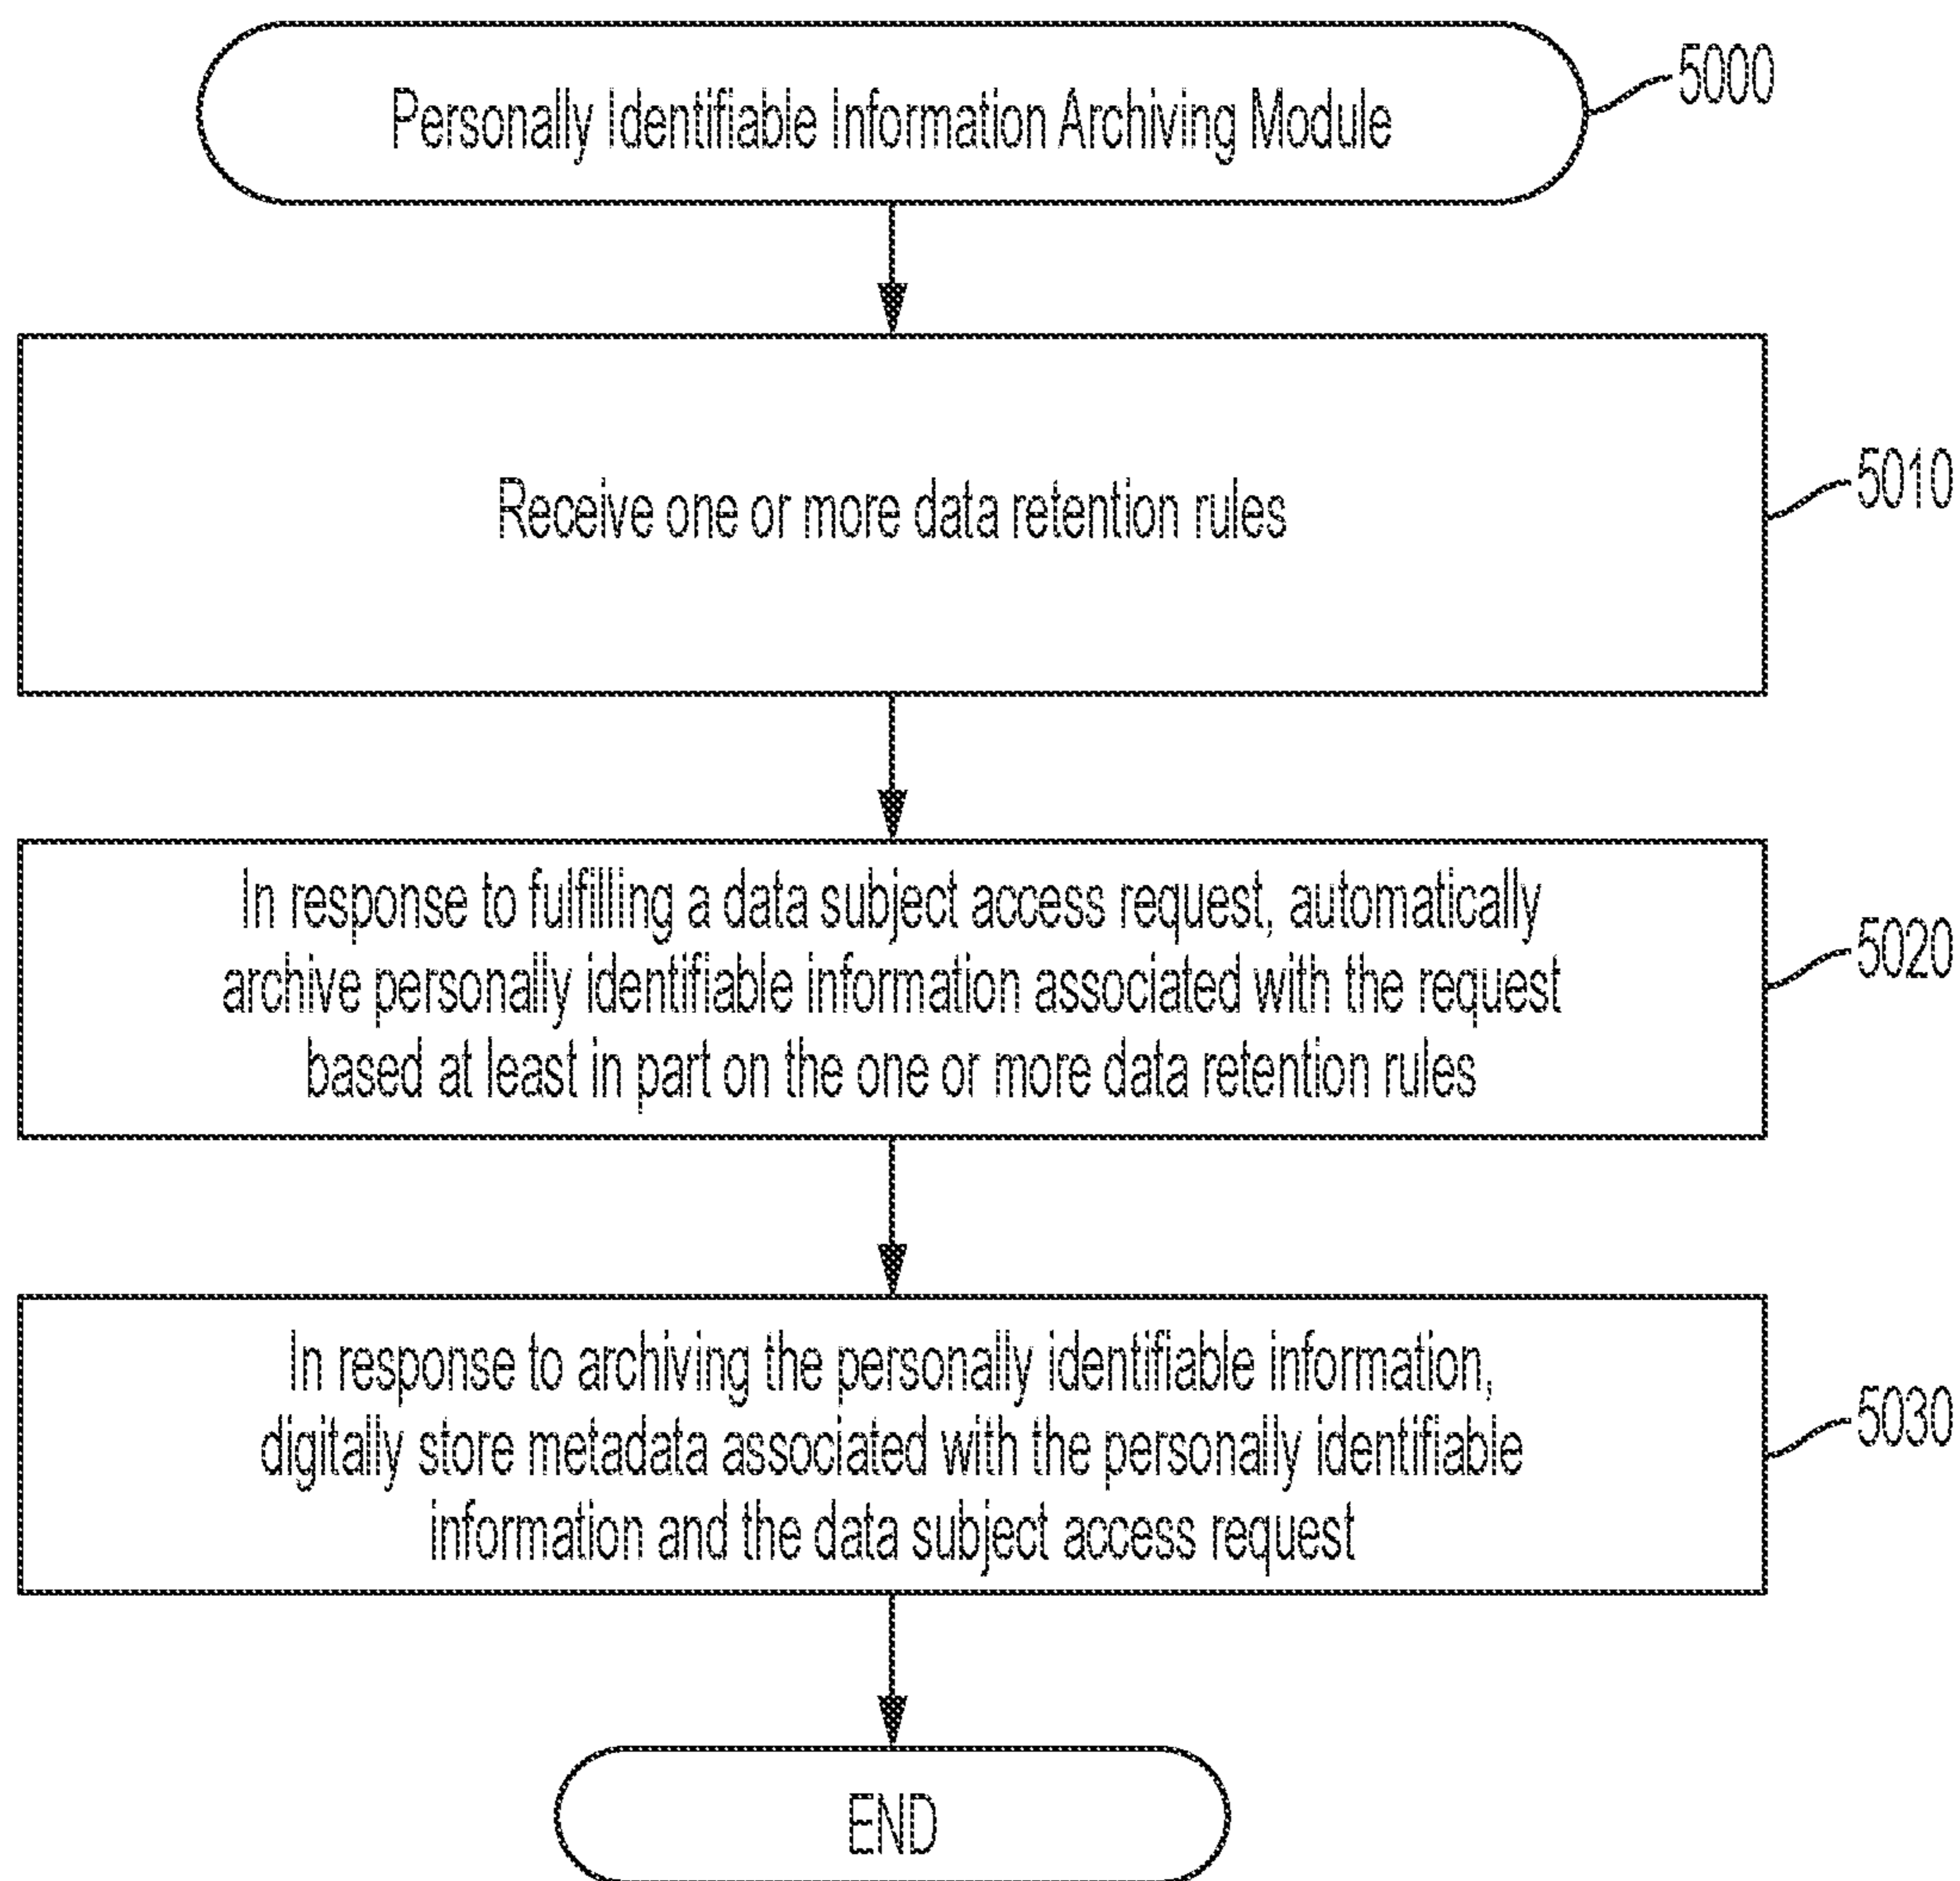 Personally Identifiable Information Archiving Module
5000
Receive one or more data retention rules
5010
In response to fulfilling a data subject access request, automatically
archive personally identifiable information associated with the request
based at least in part on the one or more data retention rules
5020
In response to archiving the personally identifiable information,
digitally store metadata associated with the personally identifiable
information and the data subject access request
5030
END